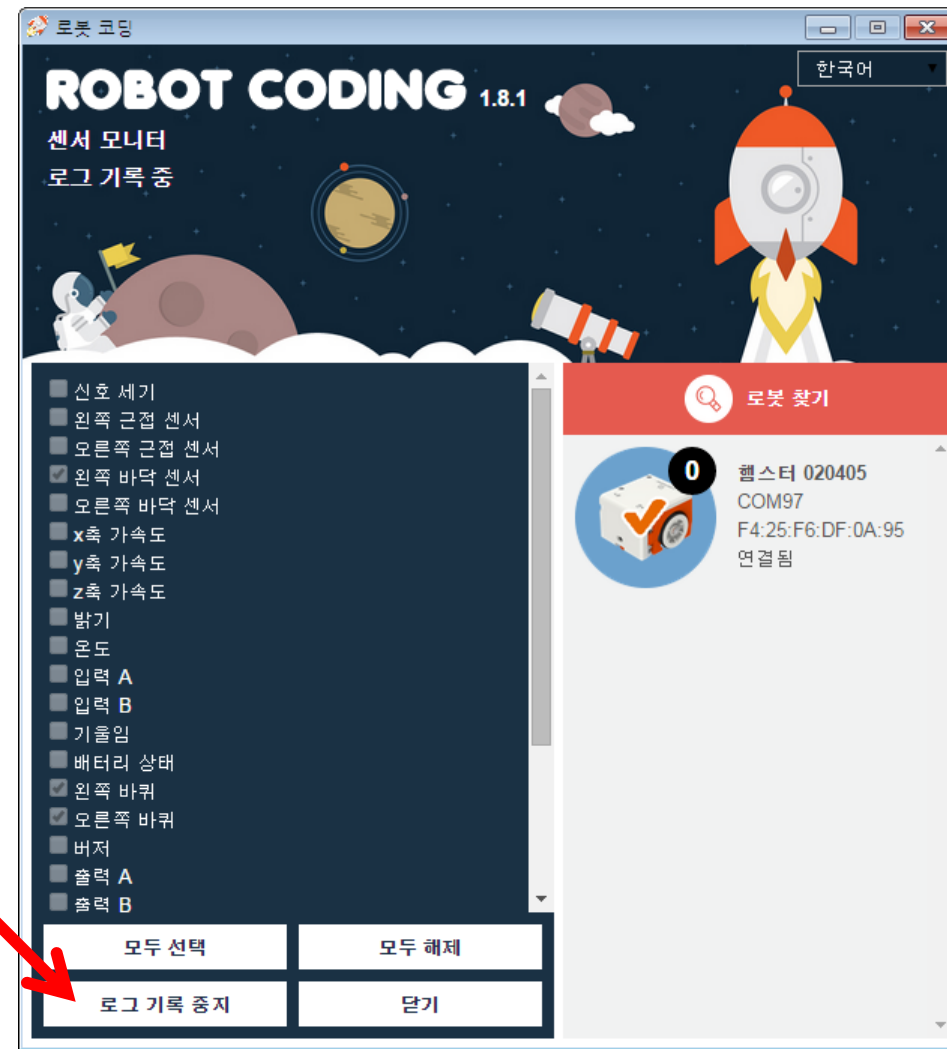 로봇 코딩
한국어
ROBOT CODING 1.8.1
센서 모니터
로그 기록 중
신호 세기
왼쪽 근접 센서
오른쪽 근접 센서
왼쪽 바닥 센서
오른쪽 바닥 센서
x축 가속도
y축 가속도
z축 가속도
밝기
온도
입력 A
입력 B
기울임
배터리 상태
왼쪽 바퀴
오른쪽 바퀴
버저
출력 A
출력 B
모두 선택
모두 해제
로그 기록 중지
닫기
로봇 찾기
0
햄스터 020405
COM97
F4:25:F6:DF:0A:95
연결됨